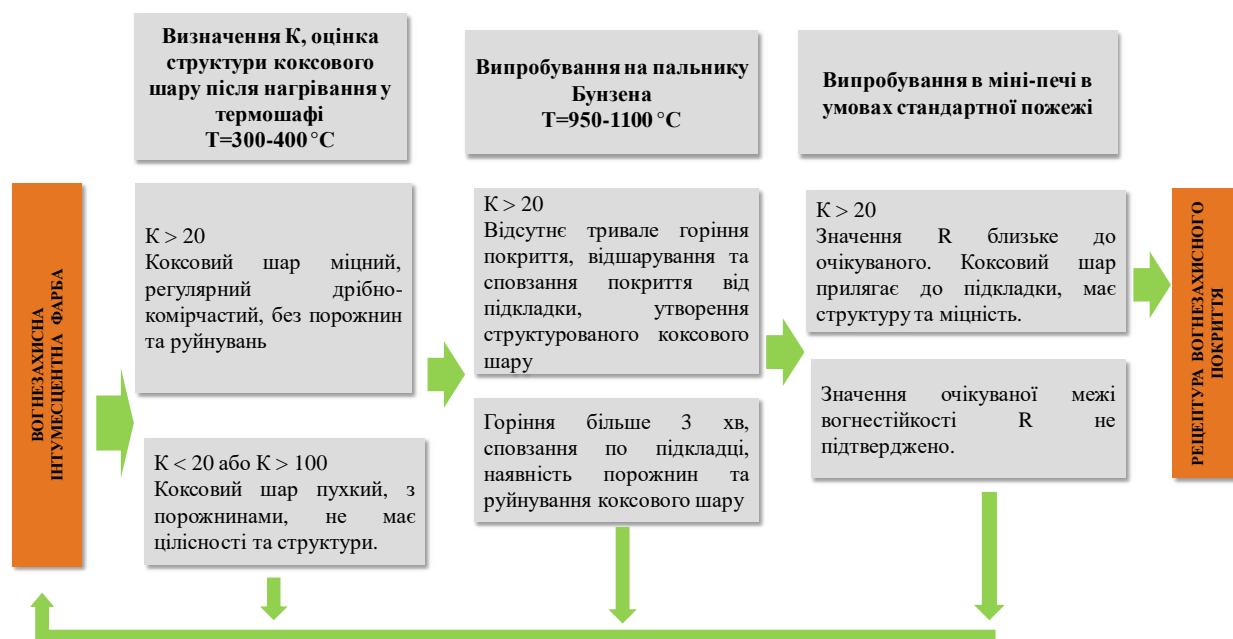 Визначення К, оцінка
структури коксового
шару після нагрівання у
термошафі
Т=300-400 °С
Випробування на пальнику
Бунзена
Т=950-1100 °С
Випробування в міні-печі в
умовах стандартної пожежі
ВОГНЕЗАХИСНА
ІНТУМЕСЦЕНТНА ФАРБА
К > 20
Коксовий шар міцний,
регулярний дрібно-
комірчастий, без порожнин
та руйнувань
К < 20 або К > 100
Коксовий шар пухкий, з
порожнинами, не має
цілісності та структури.
К > 20
Відсутнє тривале горіння
покриття, відшарування та
сповзання покриття від
підкладки, утворення
структурованого коксового
шару
Горіння більше 3 хв,
сповзання по підкладці,
наявність порожнин та
руйнування коксового шару
К > 20
Значення R близьке до
очікуваного. Коксовий шар
прилягає до підкладки, має
структуру та міцність.
Значення очікуваної межі
вогнестійкості R не
підтверджено.
РЕЦЕПТУРА ВОГНЕЗАХИСНОГО
ПОКРИТТЯ